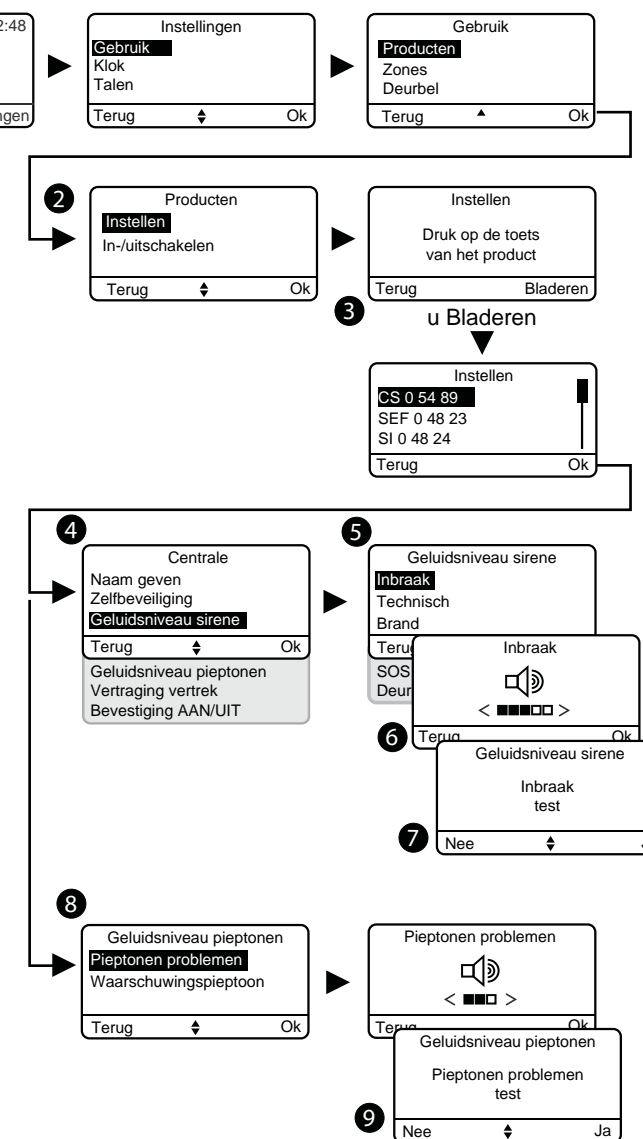 2:48
Instellingen
Gebruik
Klok
Talen
Terug Ok
Gebruik
Producten
Zones
Deurbel
Terug Ok
2
Producten
Instellen
In-/uitschakelen
Terug Ok
Instellen
Druk op de toets
van het product
Terug Bladeren
3
u Bladeren
Instellen
CS 0 54 89
SEF 0 48 23
SI 0 48 24
Terug Ok
4
Centrale
Naam geven
Zelfbeveiliging
Geluidsniveau sirene
Terug Ok
Geluidsniveau pieptonen
Vertraging vertrek
Bevestiging AAN/UIT
5
Geluidsniveau sirene
Inbraak
Technisch
Brand
SOS
Inbraak
< >
6
Terug Ok
Geluidsniveau sirene
Inbraak
test
7
Nee
8
Geluidsniveau pieptonen
Pieptonen problemen
Waarschuwingspieptoon
Terug Ok
Pieptonen problemen
< >
Terug Ok
Geluidsniveau pieptonen
Pieptonen problemen
test
9
Nee Ja